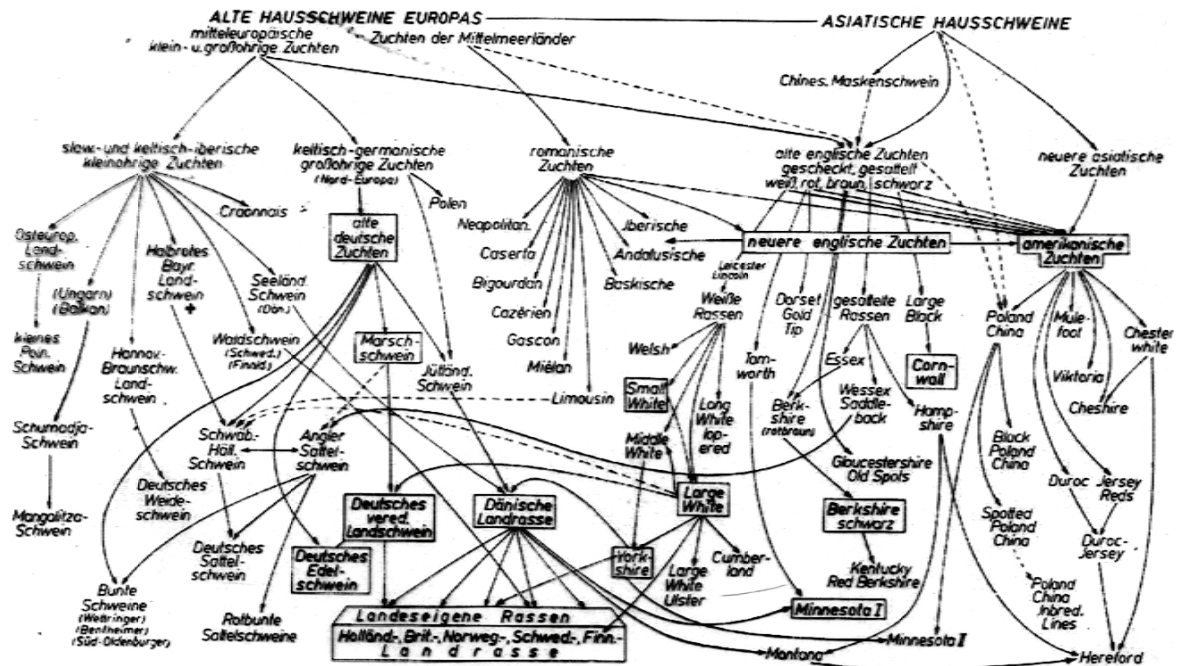 ALTE HAUSSCHWEINE EUROPAS
ASIATISCHE HAUSSCHWEINE
mitteleuropäische
klein- u. großohrige Zuchten
Zuchten der Mittelmeerländer
Chines. Maskenschwein
slaw.- und keltisch-iberische
kleinohrige Zuchten
keltisch-germanische
großohrige Zuchten
(Nord-Europa)
romanische
Zuchten
alte englische Zuchten
gescheckt, gesattelt
weiß, rot, braun, schwarz
neuere asiatische
Zuchten
Craonnais
Polen
Osteurop.
Land-
schwein
Halbrotes
Bayr.
Land-
schwein
+
alte
deutsche
Zuchten
Neapolitan.
Caserta
Bigourdan
Cazérien
Gascon
Miélan
Limousin
Iberische
Andalusische
Baskische
neuere englische Zuchten
amerikanische
Zuchten
(Ungarn)
(Balkan)
Seeländ.
Schwein
(Dän.)
Leicester
Lincoln
Weiße
Rassen
Dorset
Gold
Tip
gesattelte
Rassen
Large
Black
Poland
China
Mule-
foot
Chester
white
kleines
Poln.
Schwein
Hannov.-
Braunschw.
Land-
schwein
Waldschwein
(Schwed.)
(Finnld.)
Marsch-
schwein
Jütländ.
Schwein
Welsh
Small
White
Middle
White
Long
White
lop-
ered
Tam-
worth
Essex
Berk-
shire
(rotbraun)
Wessex
Saddle-
back
Corn-
wall
Hamp-
shire
Viktoria
Cheshire
Schumadja-
Schwein
Schwäb.-
Häll.
Schwein
Angler
Sattel-
schwein
Gloucestershire
Old Spots
Black
Poland
China
Mangalitza-
Schwein
Deutsches
Weide-
schwein
Deutsches
vered.
Landschwein
Dänische
Landrasse
Large
White
Berkshire
schwarz
Spotted
Poland
China
Duroc
Jersey
Reds
Duroc-
Jersey
Deutsches
Sattel-
schwein
Deutsches
Edel-
schwein
York-
shire
Large
White
Ulster
Cumber-
land
Kentucky
Red Berkshire
Poland
China
Inbred.
Lines
Bunte
Schweine
(Wettringer)
(Bentheimer)
(Süd-Oldenburger)
Rotbunte
Sattelschweine
Landeseigene Rassen
Holländ.-, Brit.-, Norweg.-, Schwed.-, Finn.-
Landrasse
Minnesota I
Minnesota II
Montana
Hereford